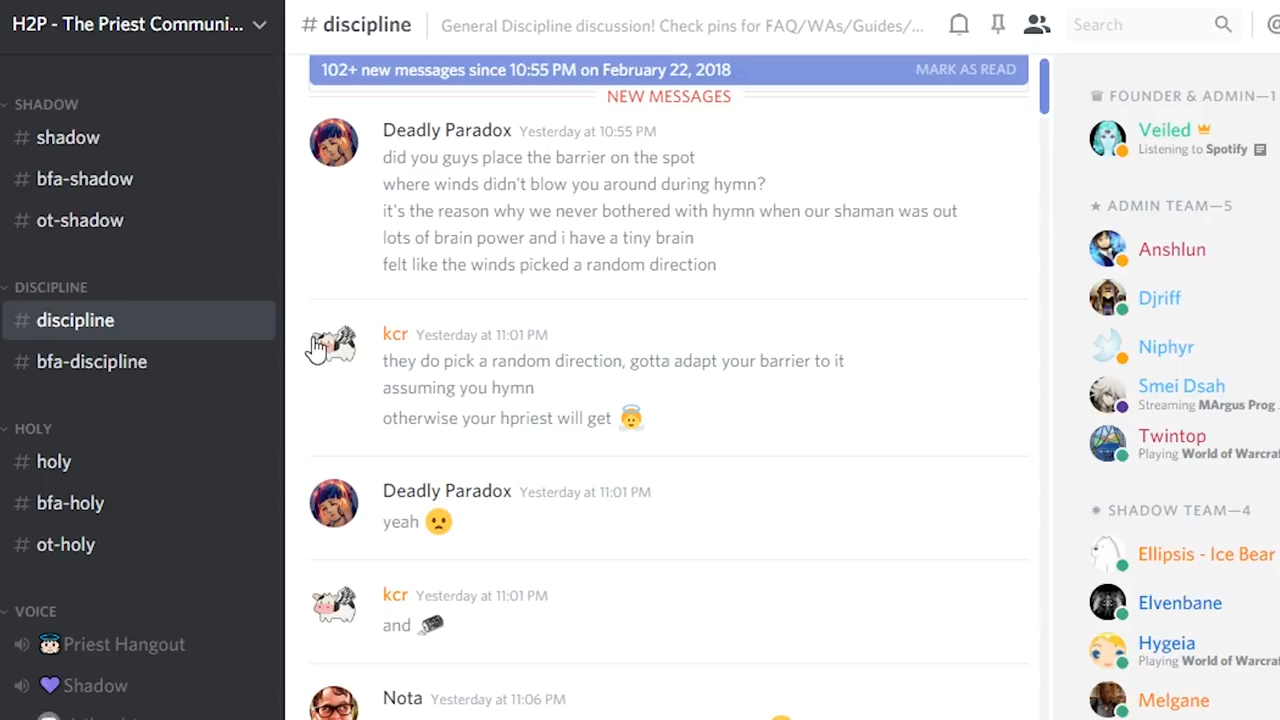 H2P - The Priest Communi...
SHADOW
# shadow
# bfa-shadow
# ot-shadow
DISCIPLINE
# discipline
# bfa-discipline
HOLY
# holy
# bfa-holy
# ot-holy
VOICE
Priest Hangout
Shadow
# discipline
General Discipline discussion! Check pins for FAQ/WAs/Guides/...
Search
@
102+ new messages since 10:55 PM on February 22, 2018
MARK AS READ
NEW MESSAGES
Deadly Paradox Yesterday at 10:55 PM
did you guys place the barrier on the spot
where winds didn't blow you around during hymn?
it's the reason why we never bothered with hymn when our shaman was out
lots of brain power and i have a tiny brain
felt like the winds picked a random direction
kcr Yesterday at 11:01 PM
they do pick a random direction, gotta adapt your barrier to it
assuming you hymn
otherwise your hpriest will get
Deadly Paradox Yesterday at 11:01 PM
yeah
kcr Yesterday at 11:01 PM
and
Nota Yesterday at 11:06 PM
FOUNDER & ADMIN—1
Veiled
Listening to Spotify
ADMIN TEAM—5
Anshlun
Djriff
Niphyr
Smei Dsah
Streaming MArgus Prog
Twintop
Playing World of Warcra
SHADOW TEAM—4
Ellipsis - Ice Bear
Elvenbane
Hygeia
Playing World of Warcra
Melgane